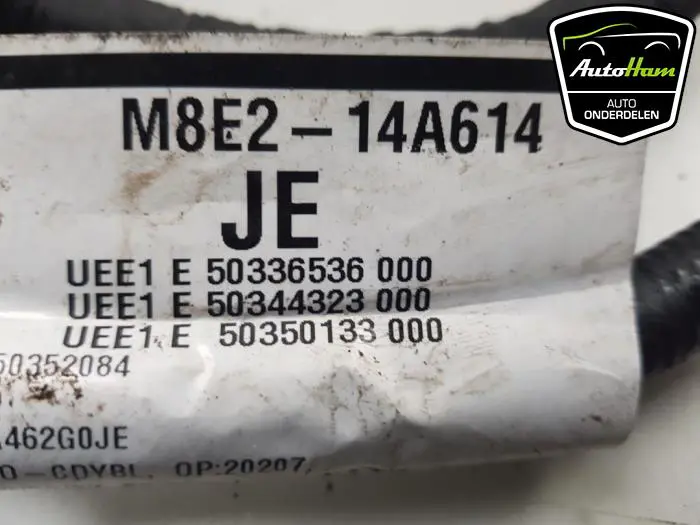 AutoHam
AUTO
ONDERDELEN
M8E2-14A614
JE
UEE1 E 50336536 000
UEE1 E 50344323 000
UEE1 E 50350133 000
50352084
462G0JE
OP:20207,